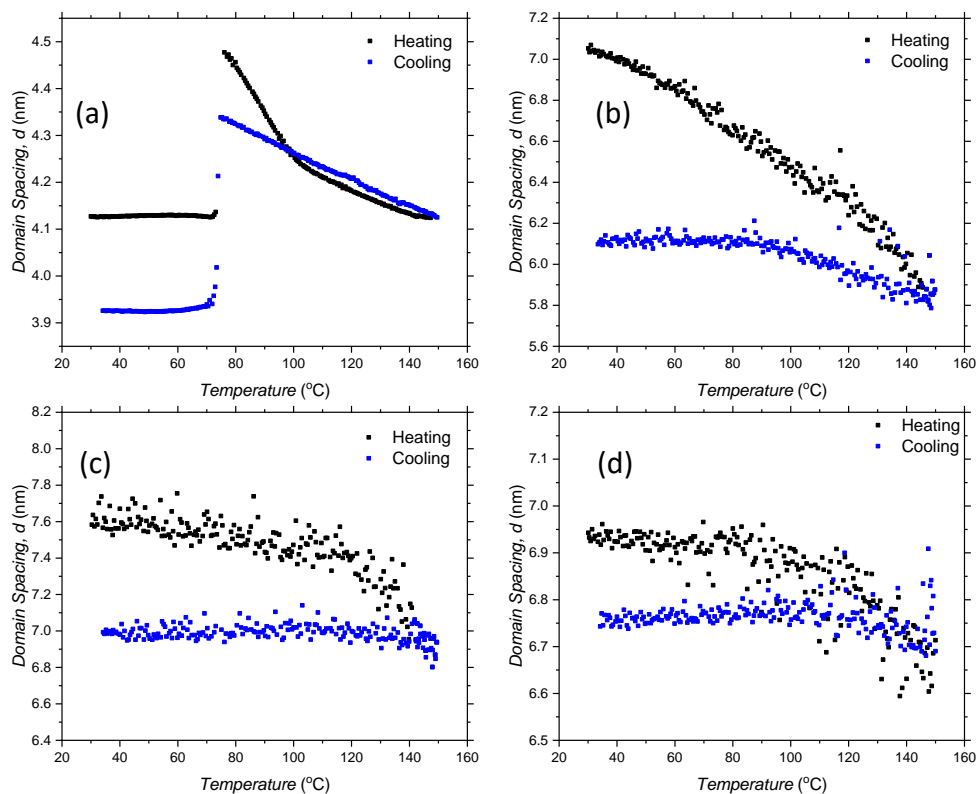 (a)
Heating
Cooling
Domain Spacing, d (nm)
4.5
4.4
4.3
4.2
4.1
4.0
3.9
20 40 60 80 100 120 140 160
Temperature (°C)
(b)
Heating
Cooling
Domain Spacing, d (nm)
7.2
7.0
6.8
6.6
6.4
6.2
6.0
5.8
5.6
20 40 60 80 100 120 140 160
Temperature (°C)
(c)
Heating
Cooling
Domain Spacing, d (nm)
8.2
8.0
7.8
7.6
7.4
7.2
7.0
6.8
6.6
6.4
20 40 60 80 100 120 140 160
Temperature (°C)
(d)
Heating
Cooling
Domain Spacing, d (nm)
7.2
7.1
7.0
6.9
6.8
6.7
6.6
6.5
20 40 60 80 100 120 140 160
Temperature (°C)